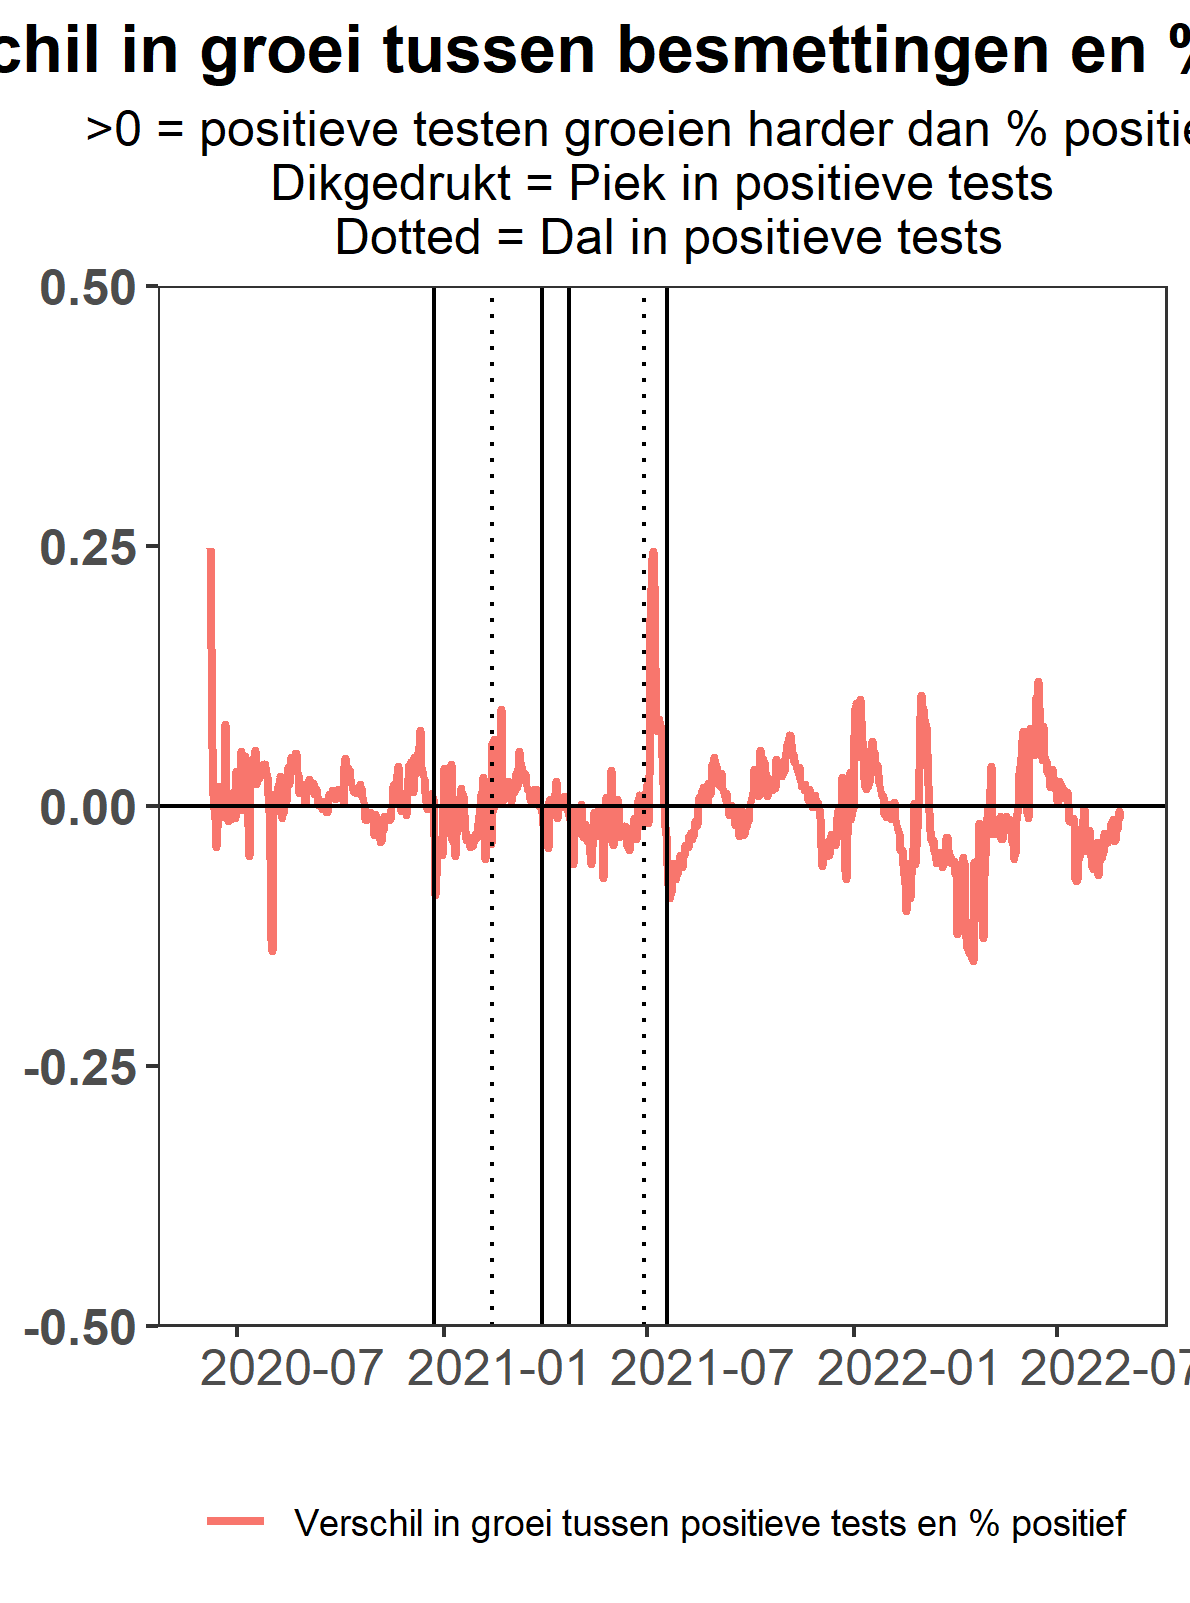 chil in groei tussen besmettingen en %
>0 = positieve testen groeien harder dan % positie
Dikgedrukt = Piek in positieve tests
Dotted = Dal in positieve tests
0.50
0.25
0.00
-0.25
-0.50
2020-07 2021-01 2021-07 2022-01 2022-07
Verschil in groei tussen positieve tests en % positief